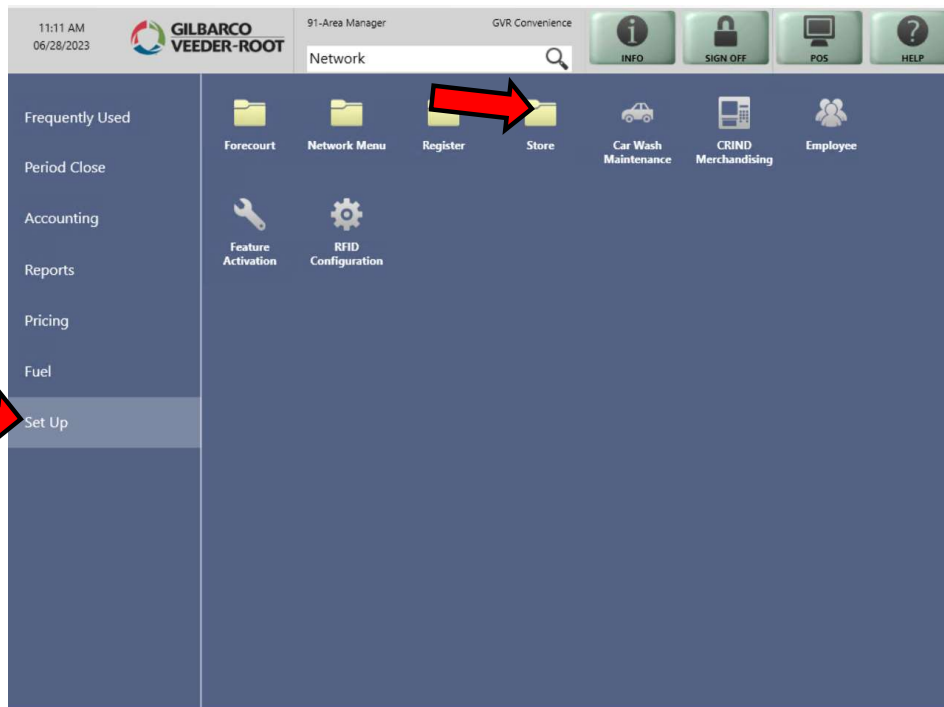 11:11 AM
06/28/2023
GILBARCO
VEEDER-ROOT
91-Area Manager
GVR Convenience
Network
INFO
SIGN OFF
POS
HELP
Frequently Used
Period Close
Accounting
Reports
Pricing
Fuel
Set Up
Forecourt
Network Menu
Register
Store
Car Wash
Maintenance
CRIND
Merchandising
Employee
Feature
Activation
RFID
Configuration